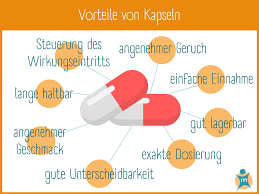 Vorteile von Kapseln
Steuerung des
Wirkungseintritts
angenehmer Geruch
einfache Einnahme
lange haltbar
gut lagerbar
angenehmer
Geschmack
exakte Dosierung
gute Unterscheidbarkeit